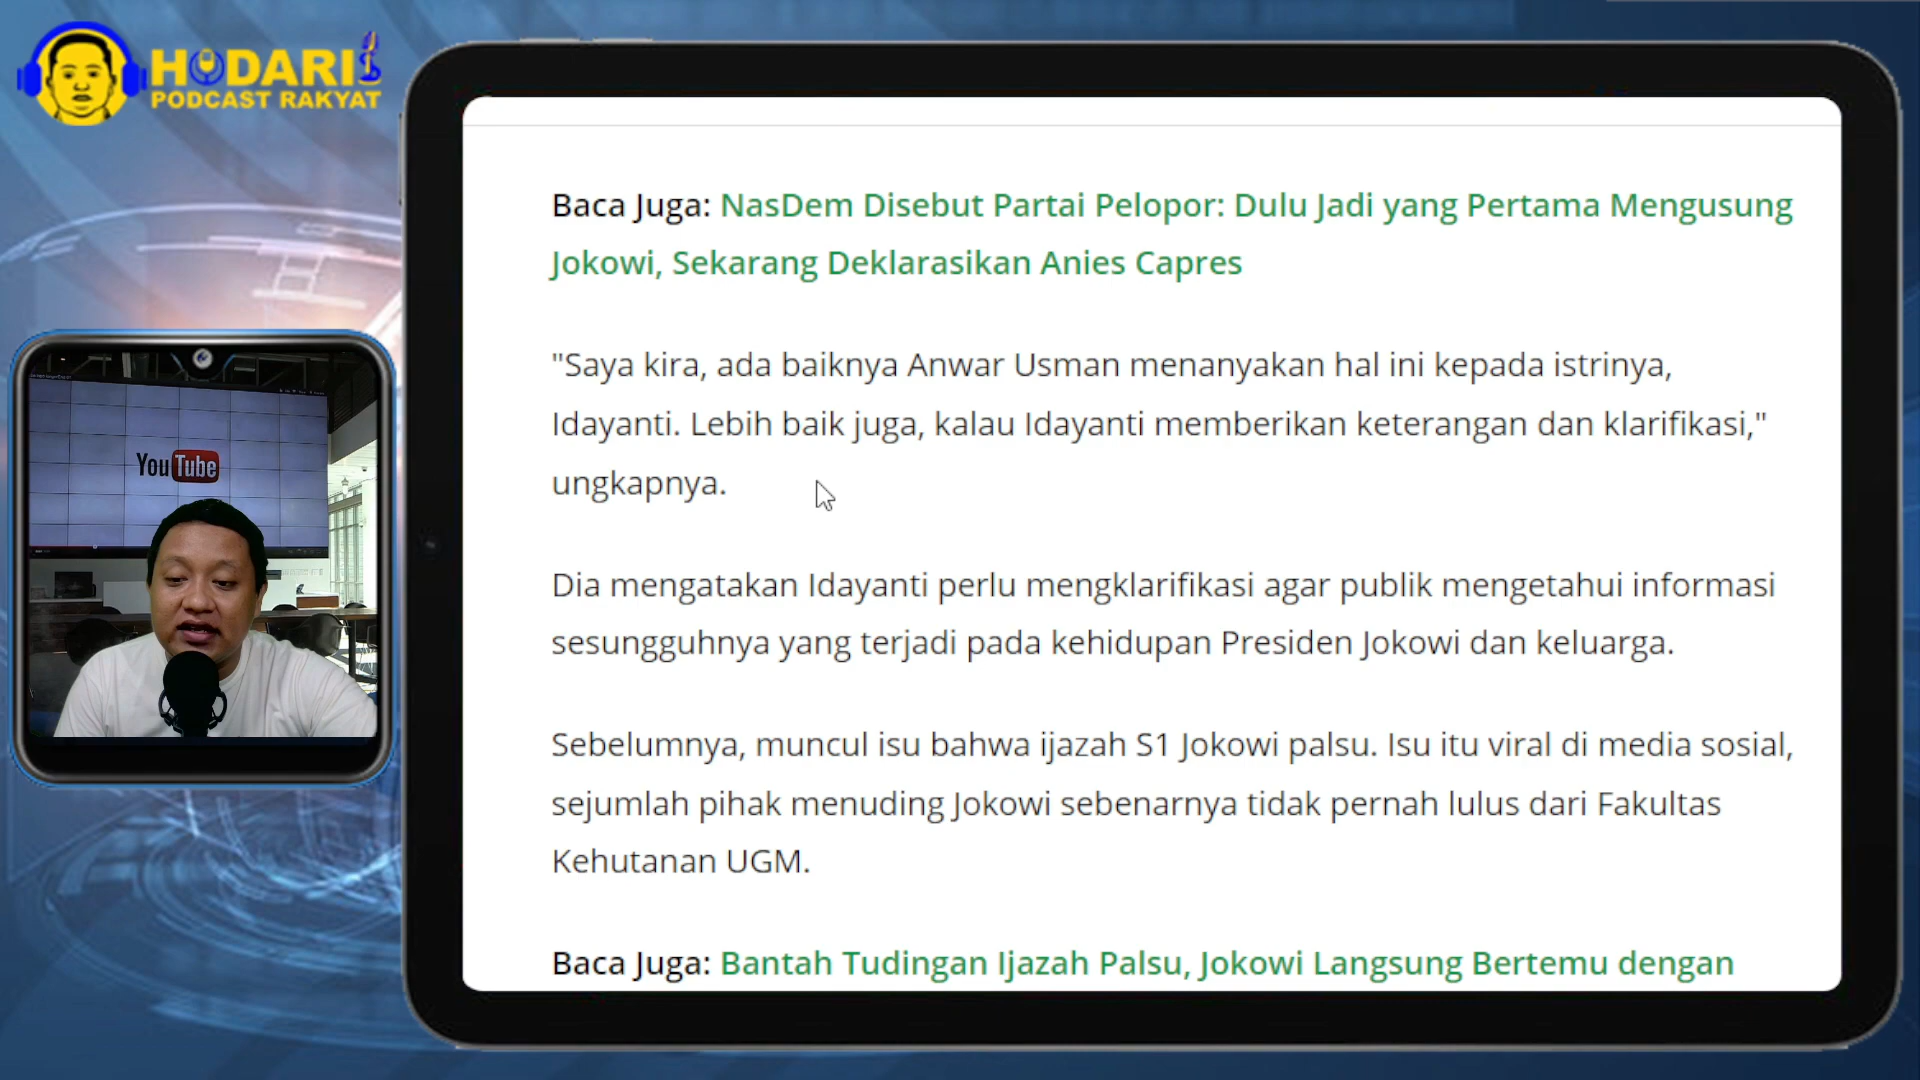 HODARI
PODCAST RAKYAT
YouTube
Baca Juga: NasDem Disebut Partai Pelopor: Dulu Jadi yang Pertama Mengusung
Jokowi, Sekarang Deklarasikan Anies Capres
"Saya kira, ada baiknya Anwar Usman menanyakan hal ini kepada istrinya,
Idayanti. Lebih baik juga, kalau Idayanti memberikan keterangan dan klarifikasi,"
ungkapnya.
Dia mengatakan Idayanti perlu mengklarifikasi agar publik mengetahui informasi
sesungguhnya yang terjadi pada kehidupan Presiden Jokowi dan keluarga.
Sebelumnya, muncul isu bahwa ijazah S1 Jokowi palsu. Isu itu viral di media sosial,
sejumlah pihak menuding Jokowi sebenarnya tidak pernah lulus dari Fakultas
Kehutanan UGM.
Baca Juga: Bantah Tudingan Ijazah Palsu, Jokowi Langsung Bertemu dengan